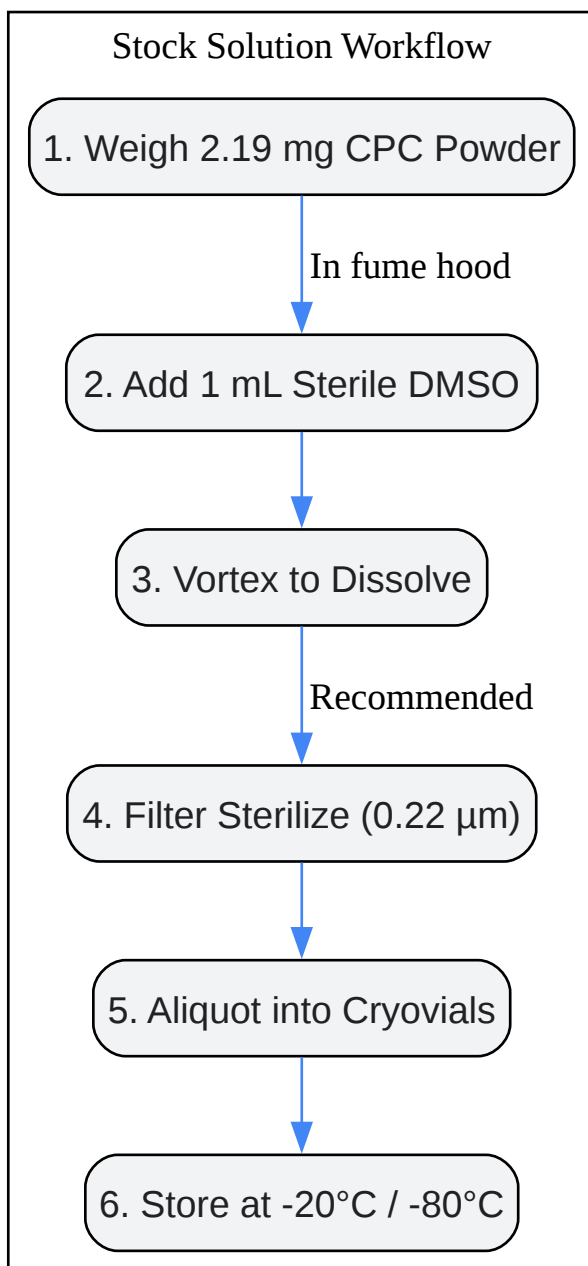 Stock Solution Workflow
1. Weigh 2.19 mg CPC Powder
In fume hood
2. Add 1 mL Sterile DMSO
3. Vortex to Dissolve
Recommended
4. Filter Sterilize (0.22 µm)
5. Aliquot into Cryovials
6. Store at -20°C / -80°C